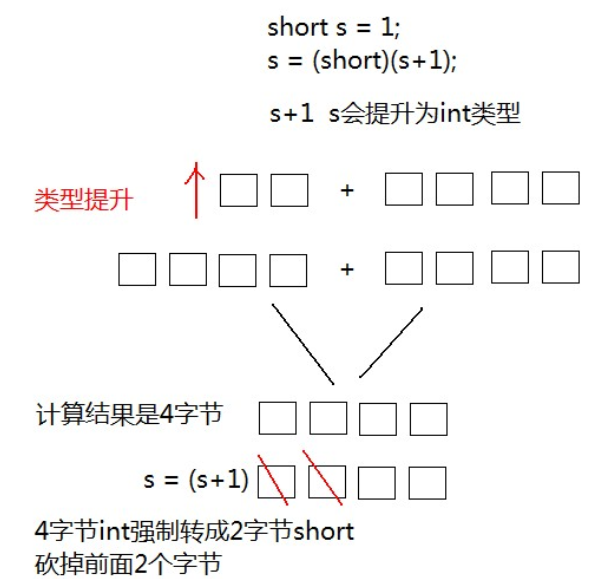 short s = 1;
s = (short)(s+1);
s+1 s会提升为int类型
类型提升
+
+
计算结果是4字节
s = (s+1)
4字节int强制转成2字节short
砍掉前面2个字节